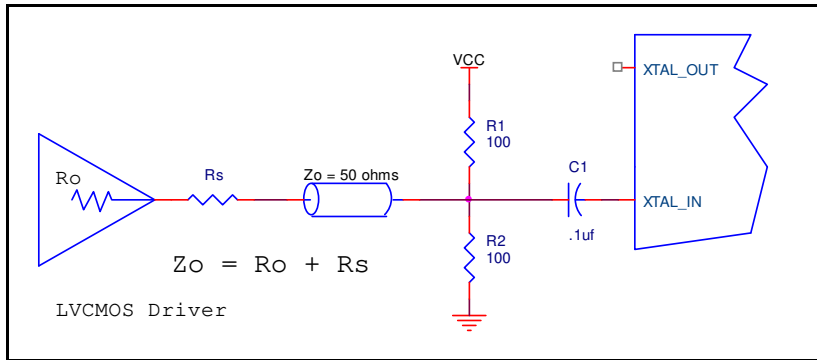 VCC
XTAL_OUT
R1
100
Ro
Rs
Zo = 50 ohms
C1
XTAL_IN
.1uf
R2
100
Zo = Ro + Rs
LVCMOS Driver